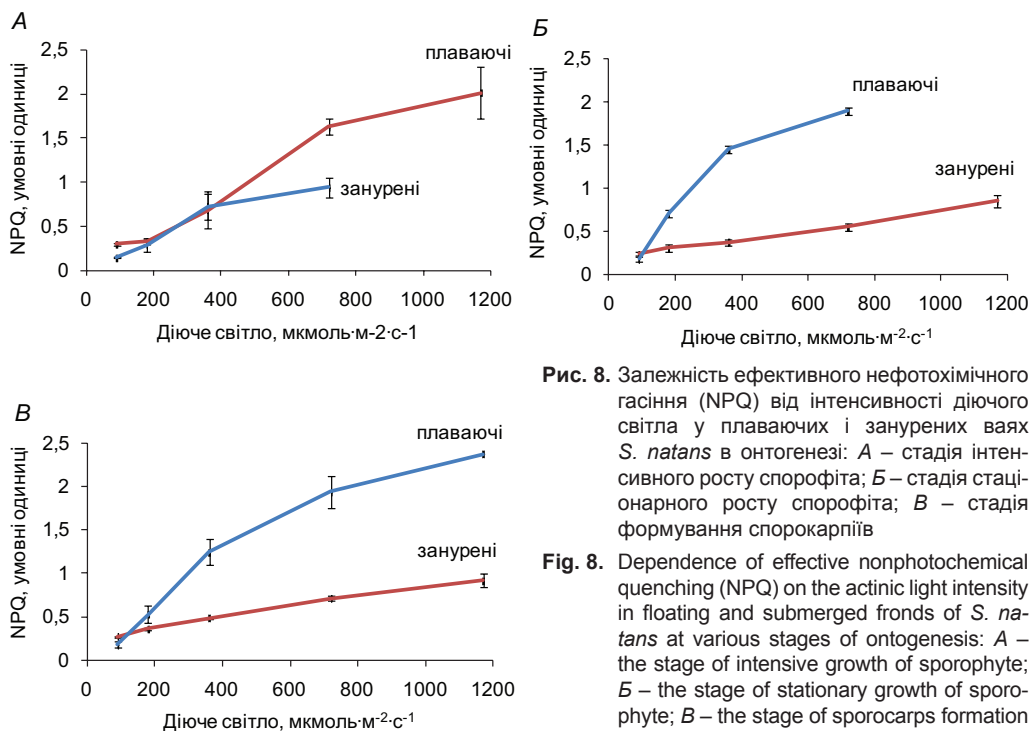 А
NPQ, умовні одиниці
2,5
2
1,5
1
0,5
0
плаваючі
занурені
0 200 400 600 800 1000 1200
Діюче світло, мкмоль·м-2·с-1
Б
NPQ, умовні одиниці
2,5
2
1,5
1
0,5
0
плаваючі
занурені
0 200 400 600 800 1000 1200
Діюче світло, мкмоль·м-2·с-1
В
NPQ, умовні одиниці
2,5
2
1,5
1
0,5
0
плаваючі
занурені
0 200 400 600 800 1000 1200
Діюче світло, мкмоль·м-2·с-1
Рис. 8. Залежність ефективного нефотохімічного
гасіння (NPQ) від інтенсивності діючого
світла у плаваючих і занурених ваях
S. natans в онтогенезі: А – стадія інтен-
сивного росту спорофіта; Б – стадія стаці-
онарного росту спорофіта; В – стадія
формування спорокарпіїв
Fig. 8. Dependence of effective nonphotochemical
quenching (NPQ) on the actinic light intensity
in floating and submerged fronds of S. na-
tans at various stages of ontogenesis: А –
the stage of intensive growth of sporophyte;
Б – the stage of stationary growth of sporo-
phyte; В – the stage of sporocarps formation